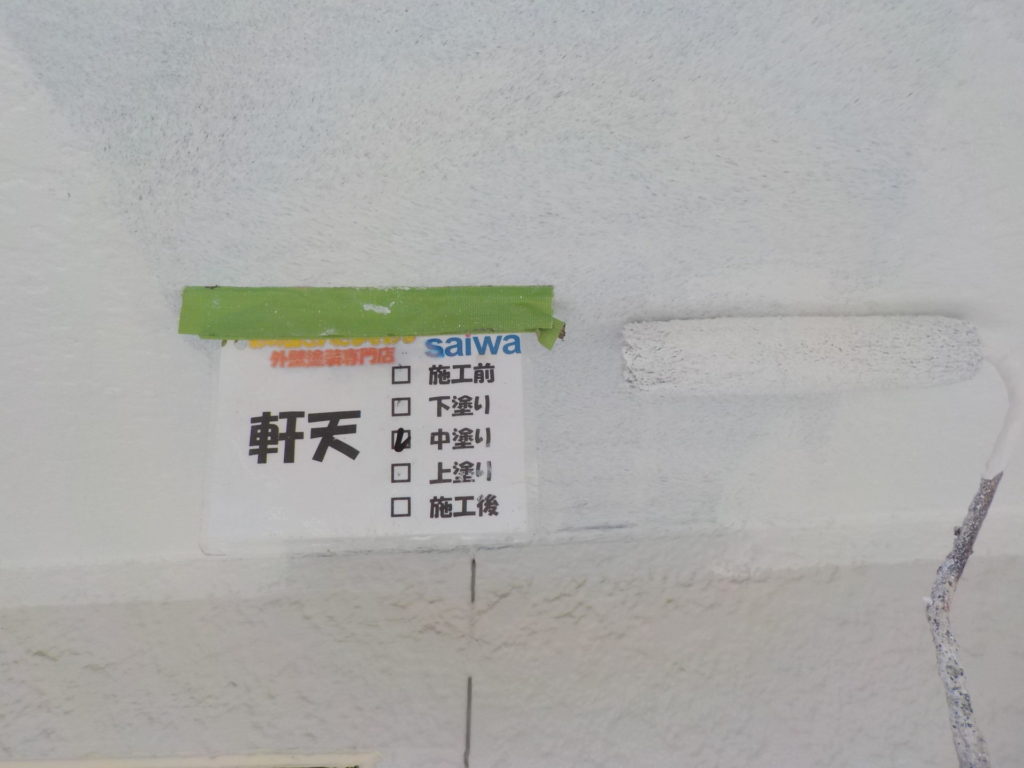 saiwa
外壁塗装専門店
軒天
□ 施工前
□ 下塗り
☑ 中塗り
□ 上塗り
□ 施工後